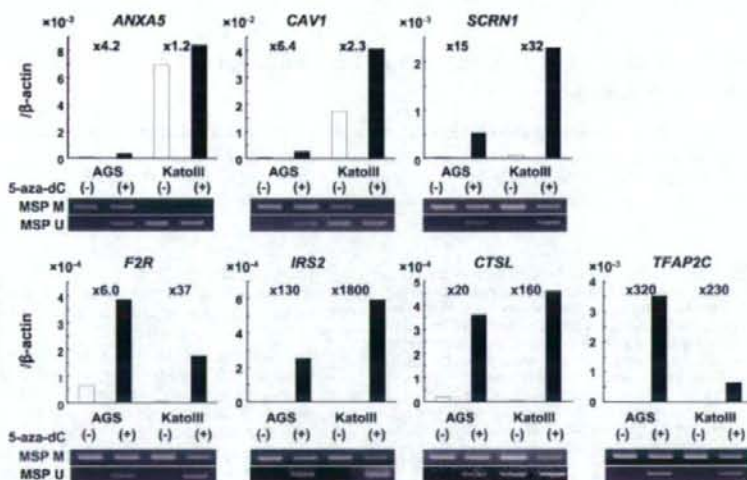 ANXA5 CAV1 SCRN1
×10⁻³ ×10⁻² ×10⁻³
/β-actin
8 6 4 2 0
x4.2 x1.2
5 4 3 2 1 0
x6.4 x2.3
2 1 0
x15 x32
AGS KatoIII AGS KatoIII AGS KatoIII
5-aza-dC (-) (+) (-) (+) (-) (+) (-) (+) (-) (+) (-) (+)
MSP M
MSP U
F2R IRS2 CTSL TFAP2C
×10⁻⁴ ×10⁻⁴ ×10⁻⁴ ×10⁻³
/β-actin
4 3 2 1 0
x6.0 x37
6 4 2 0
x130 x1800
5 4 3 2 1 0
x20 x160
4 3 2 1 0
x320 x230
AGS KatoIII AGS KatoIII AGS KatoIII AGS KatoIII
5-aza-dC (-) (+) (-) (+) (-) (+) (-) (+) (-) (+) (-) (+) (-) (+) (-) (+)
MSP M
MSP U